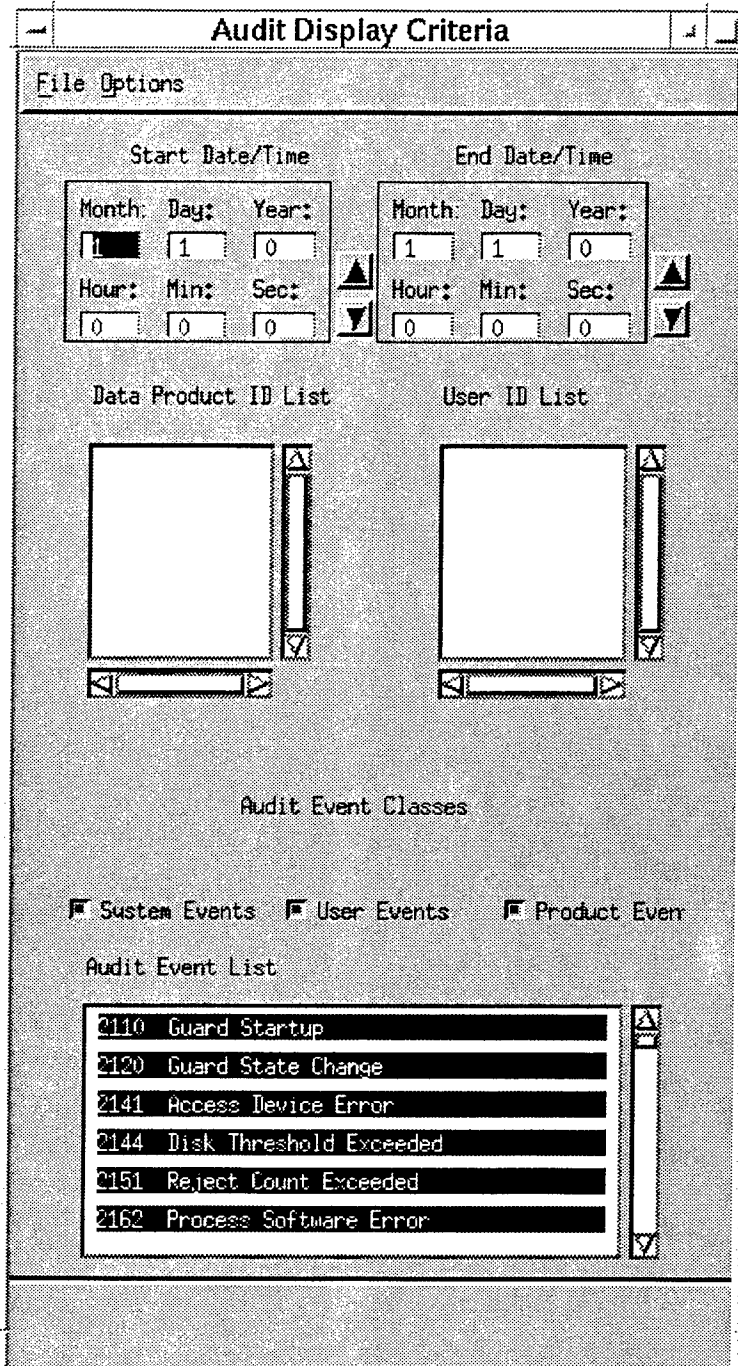 Audit Display Criteria
File Options
Start Date/Time End Date/Time
Month: Day: Year: Month: Day: Year:
1 1 0 1 1 0
Hour: Min: Sec: Hour: Min: Sec:
0 0 0 0 0 0
Data Product ID List User ID List
Audit Event Classes
System Events User Events Product Even
Audit Event List
2110 Guard Startup
2120 Guard State Change
2141 Access Device Error
2144 Disk Threshold Exceeded
2151 Reject Count Exceeded
2162 Process Software Error